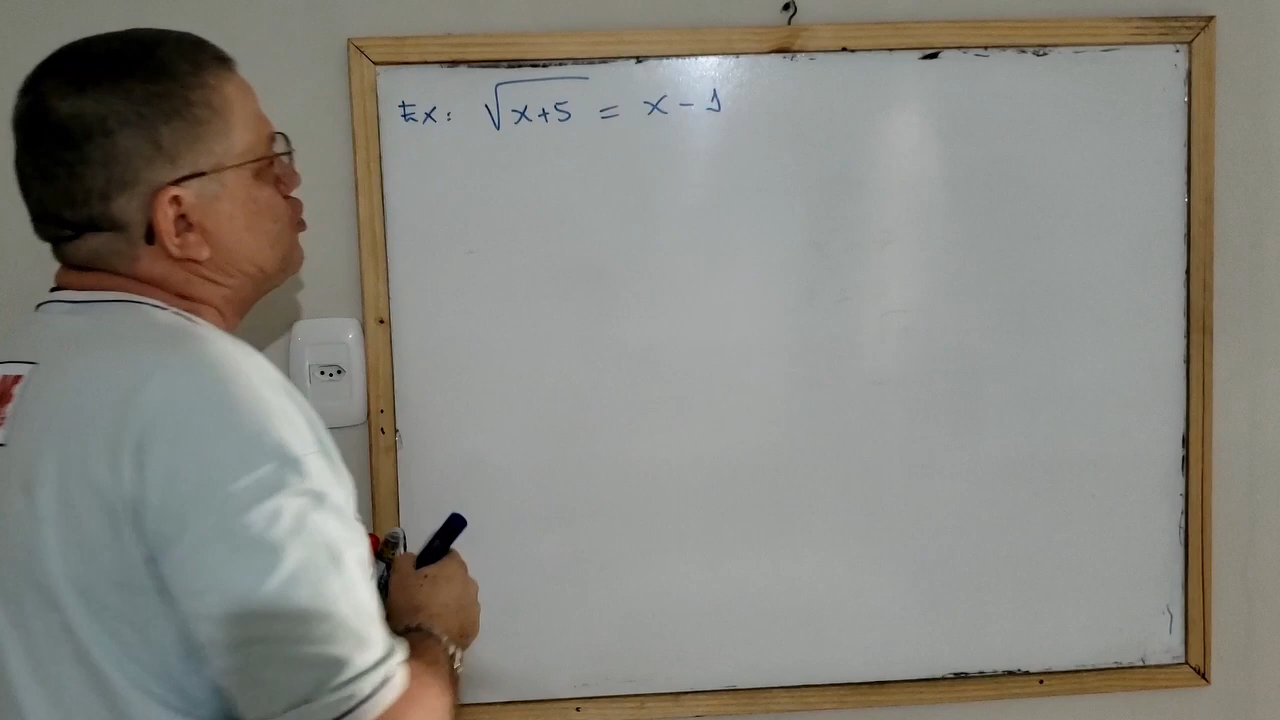 Ex: √x+5 = x - 1